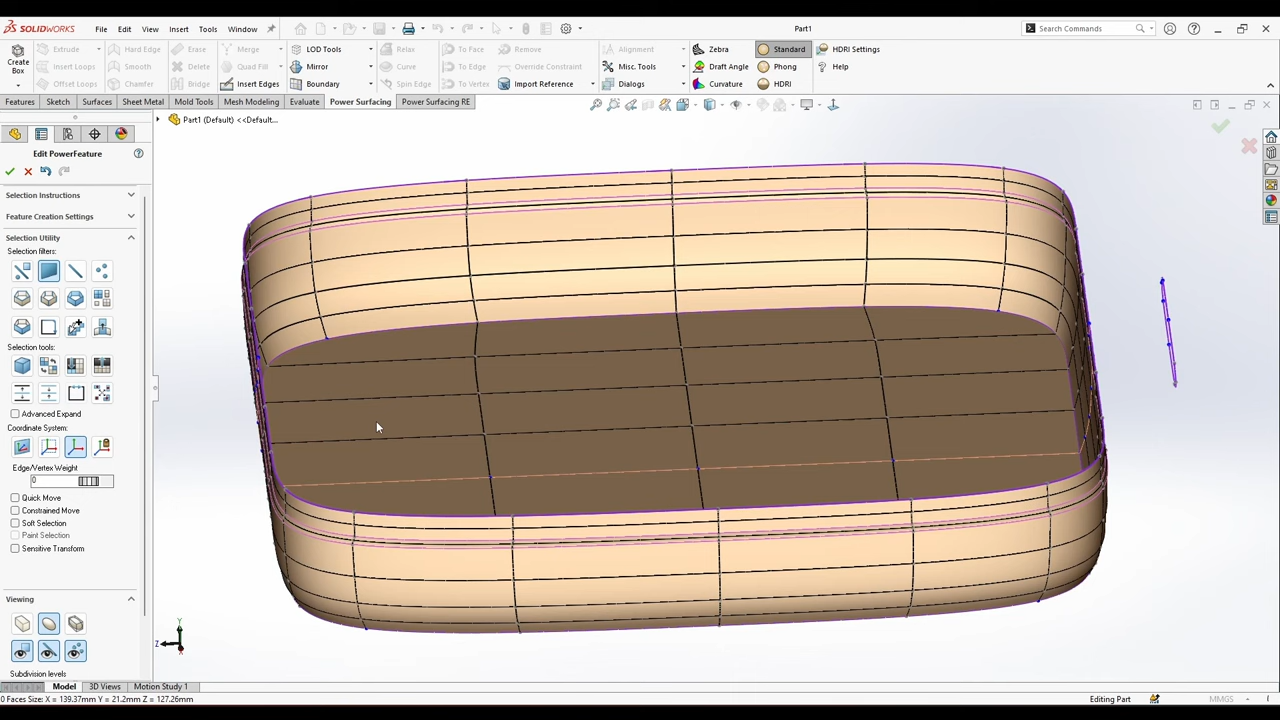 SOLIDWORKS File Edit View Insert Tools Window Part1 Search Commands
Create Box Extrude Hard Edge Erase Merge LOD Tools Relax To Face Remove Alignment Zebra Standard HDRI Settings
Insert Loops Smooth Delete Quad Fill Mirror Curve To Edge Override Constraint Misc. Tools Draft Angle Phong Help
Inset Faces Chamfer Bridge Insert Edges Boundary Spin Edge To Vertex Import Reference Dialogs Curvature HDRI
Features Sketch Surfaces Sheet Metal Mold Tools Mesh Modeling Evaluate Power Surfacing Power Surfacing RE
Part1 (Default) <<Default...
Edit PowerFeature
Selection Instructions
Feature Creation Settings
Selection Utility
Selection filters:
Selection tools:
Advanced Expand
Coordinate System:
Edge/Vertex Weight
0
Quick Move
Constrained Move
Soft Selection
Paint Selection
Sensitive Transform
Viewing
Subdivision levels
Y
Z
X
Model 3D Views Motion Study 1
0 Faces Size: X = 139.37mm Y = 21.2mm Z = 127.26mm Editing Part MMGS